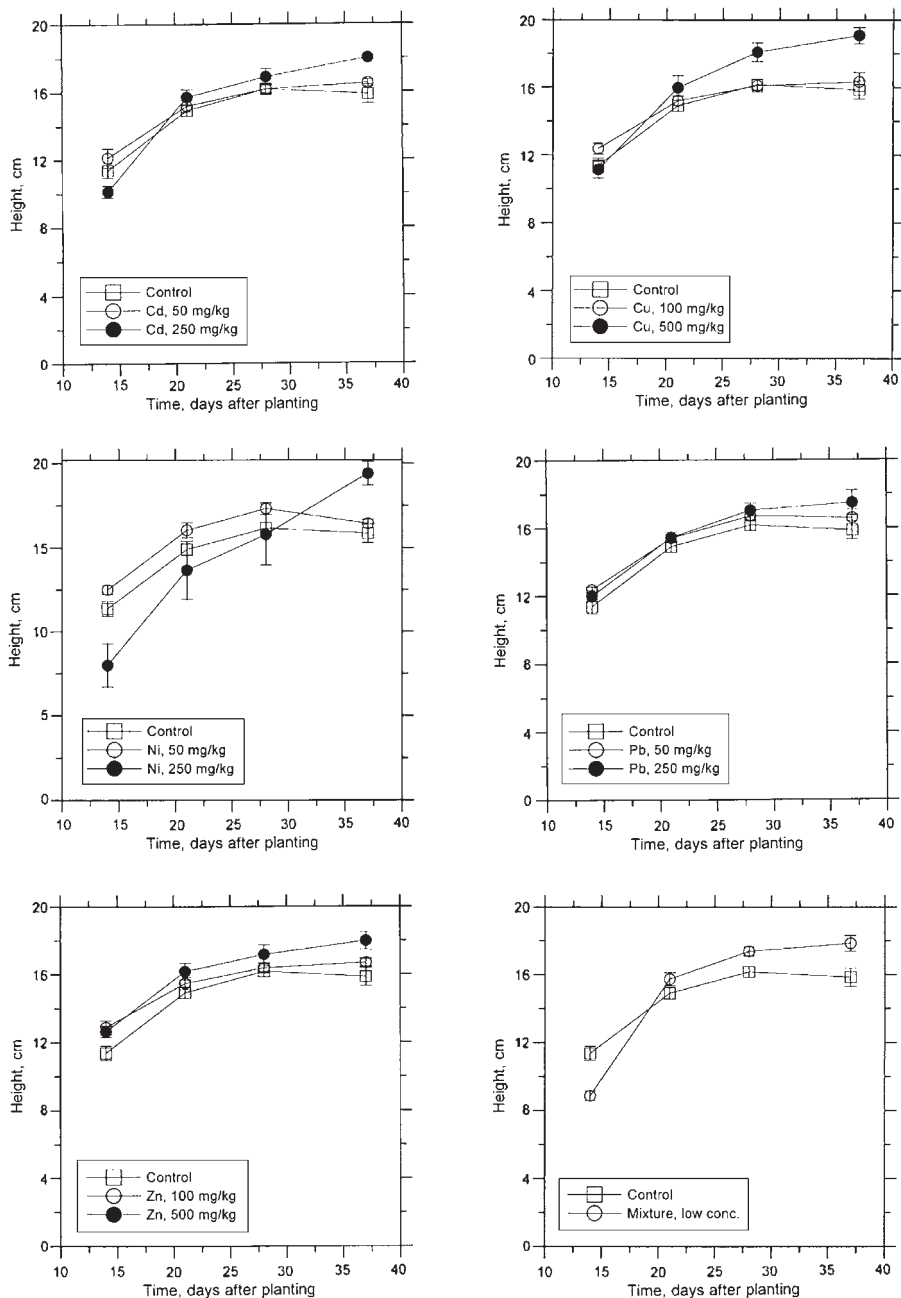 20
16
12
8
4
0
Height, cm
Control
Cd, 50 mg/kg
Cd, 250 mg/kg
10 15 20 25 30 35 40
Time, days after planting
20
16
12
8
4
0
Height, cm
Control
Cu, 100 mg/kg
Cu, 500 mg/kg
10 15 20 25 30 35 40
Time, days after planting
20
15
10
5
0
Height, cm
Control
Ni, 50 mg/kg
Ni, 250 mg/kg
10 15 20 25 30 35 40
Time, days after planting
20
16
12
8
4
0
Height, cm
Control
Pb, 50 mg/kg
Pb, 250 mg/kg
10 15 20 25 30 35 40
Time, days after planting
20
16
12
8
4
0
Height, cm
Control
Zn, 100 mg/kg
Zn, 500 mg/kg
10 15 20 25 30 35 40
Time, days after planting
20
16
12
8
4
0
Height, cm
Control
Mixture, low conc.
10 15 20 25 30 35 40
Time, days after planting